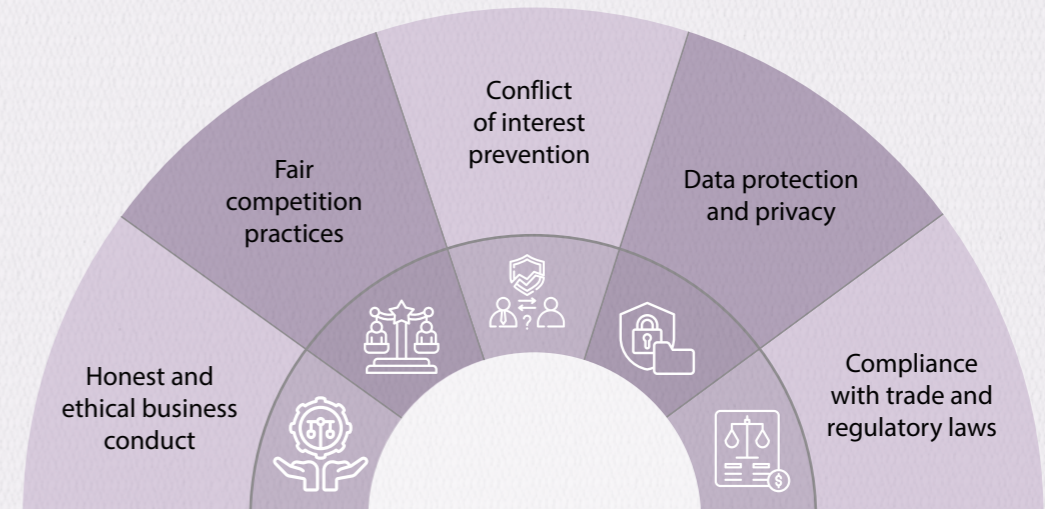 Honest and
ethical business
conduct
Fair
competition
practices
Conflict
of interest
prevention
Data protection
and privacy
Compliance
with trade and
regulatory laws
?
$